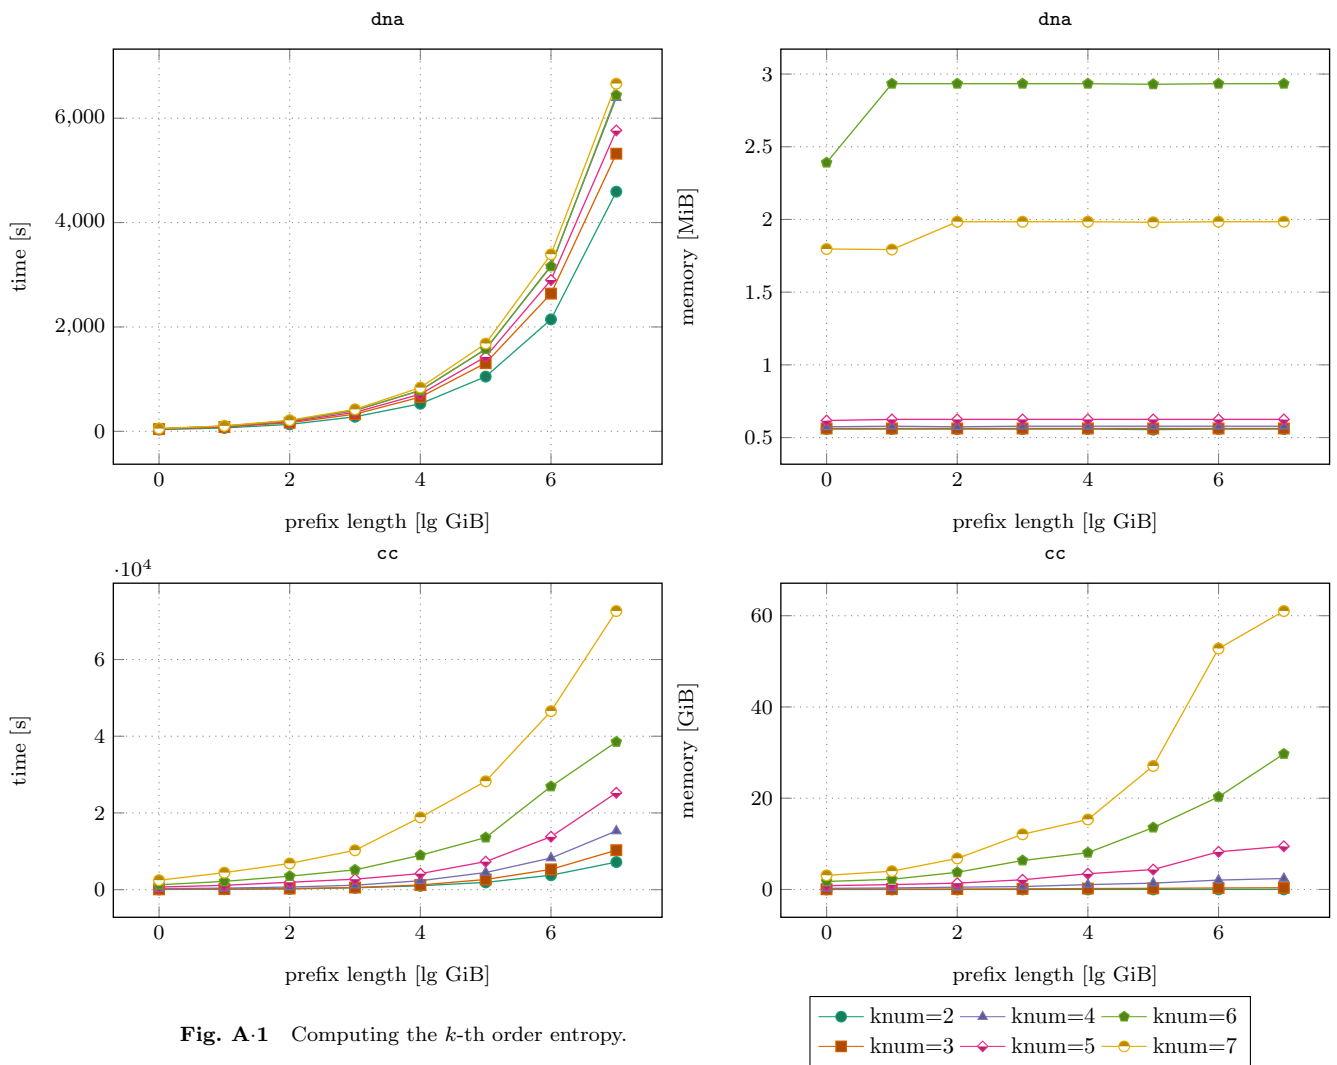 dna
6,000
4,000
2,000
0
time [s]
0 2 4 6
prefix length [lg GiB]
dna
3
2.5
2
1.5
1
0.5
memory [MiB]
0 2 4 6
prefix length [lg GiB]
cc
·10⁴
6
4
2
0
time [s]
0 2 4 6
prefix length [lg GiB]
cc
60
40
20
0
memory [GiB]
0 2 4 6
prefix length [lg GiB]
knum=2 knum=4 knum=6
knum=3 knum=5 knum=7
Fig. A·1 Computing the k-th order entropy.